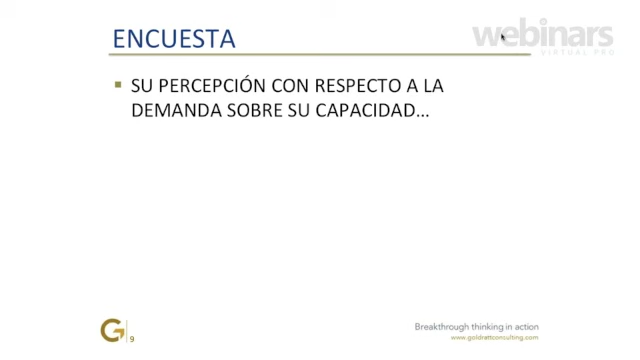 ENCUESTA
webinars
VIRTUAL PRO
SU PERCEPCIÓN CON RESPECTO A LA
DEMANDA SOBRE SU CAPACIDAD...
G
9
Breakthrough thinking in action
www.goldrattconsulting.com